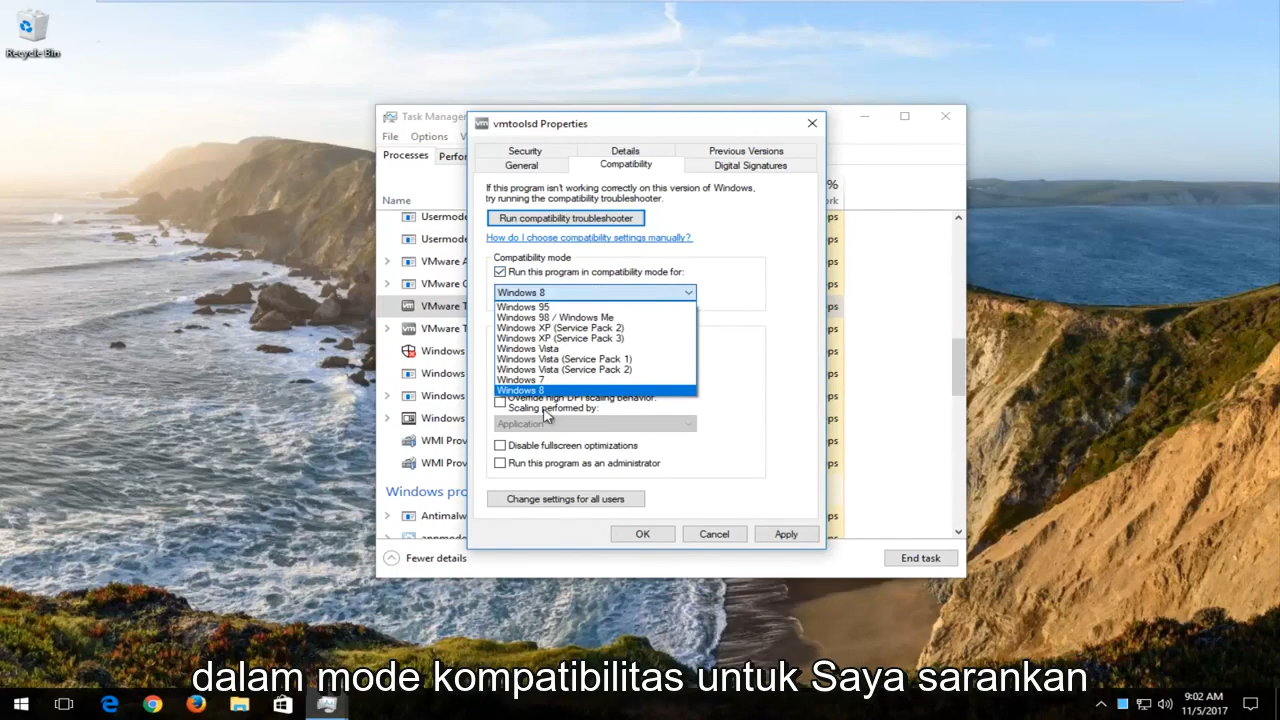 Recycle Bin
Task Manager
File
Options
Processes
Name
Usermode
Usermode
VMware
VMware
VMware
VMware
Windows
Windows
Windows
Windows
WMI Prov
WMI Prov
Windows
Fewer details
End task
%
vmtoolsd Properties
Security
Details
Previous Versions
General
Compatibility
Digital Signatures
If this program isn't working correctly on this version of Windows,
try running the compatibility troubleshooter.
Run compatibility troubleshooter
How do I choose compatibility settings manually?
Compatibility mode
Run this program in compatibility mode for:
Windows 8
Windows 95
Windows 98 / Windows Me
Windows XP (Service Pack 2)
Windows XP (Service Pack 3)
Windows Vista
Windows Vista (Service Pack 1)
Windows Vista (Service Pack 2)
Windows 7
Windows 8
Override high DPI scaling behavior.
Scaling performed by:
Application
Disable fullscreen optimizations
Run this program as an administrator
Change settings for all users
OK
Cancel
Apply
dalam mode kompatibilitas untuk Saya sarankan
9:02 AM
11/5/2017